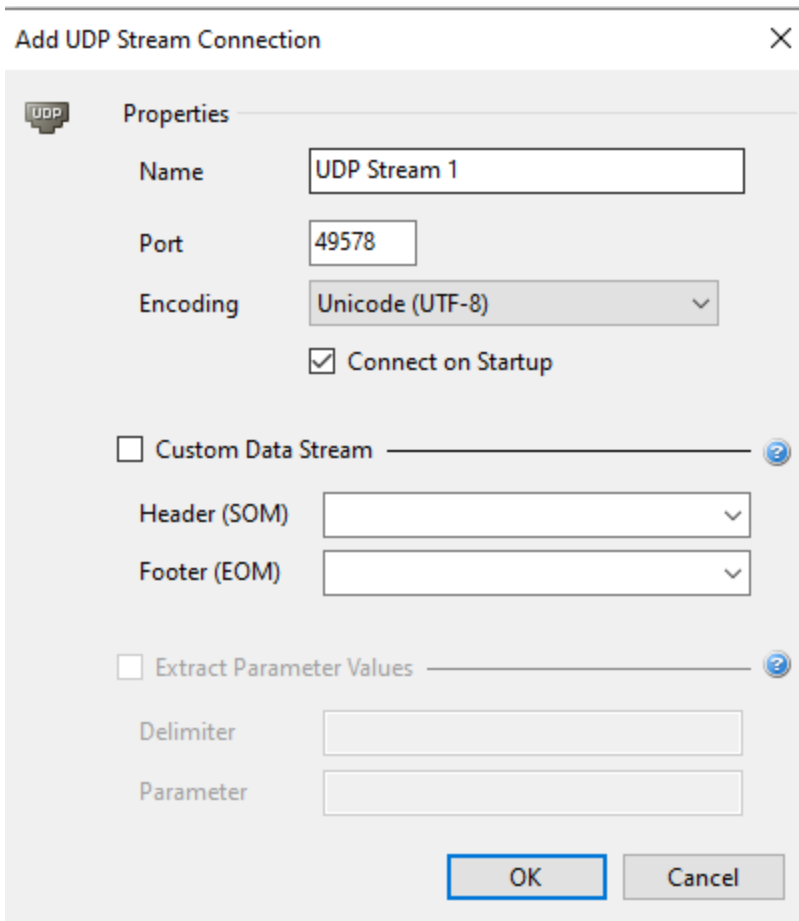 Add UDP Stream Connection
UDP
Properties
Name UDP Stream 1
Port 49578
Encoding Unicode (UTF-8)
Connect on Startup
Custom Data Stream ?
Header (SOM)
Footer (EOM)
Extract Parameter Values ?
Delimiter
Parameter
OK Cancel